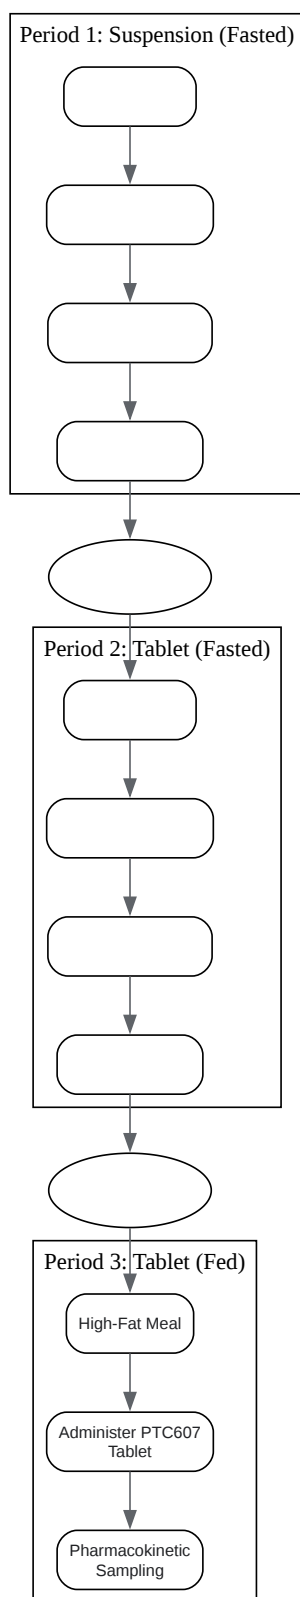 Period 1: Suspension (Fasted)
Period 2: Tablet (Fasted)
Period 3: Tablet (Fed)
High-Fat Meal
Administer PTC607
Tablet
Pharmacokinetic
Sampling